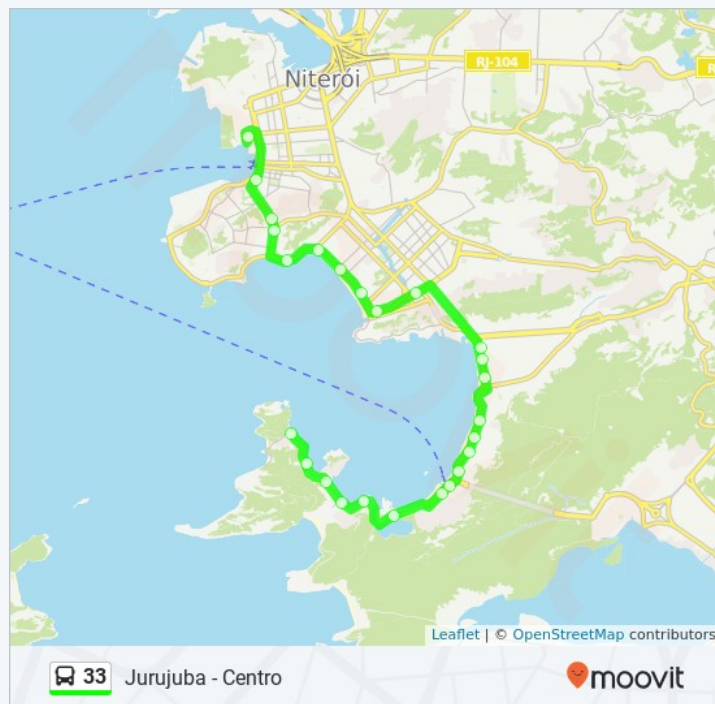 Niterói
RJ-104
R
Leaflet | © OpenStreetMap contributors
33 Jurujuba - Centro
moovit